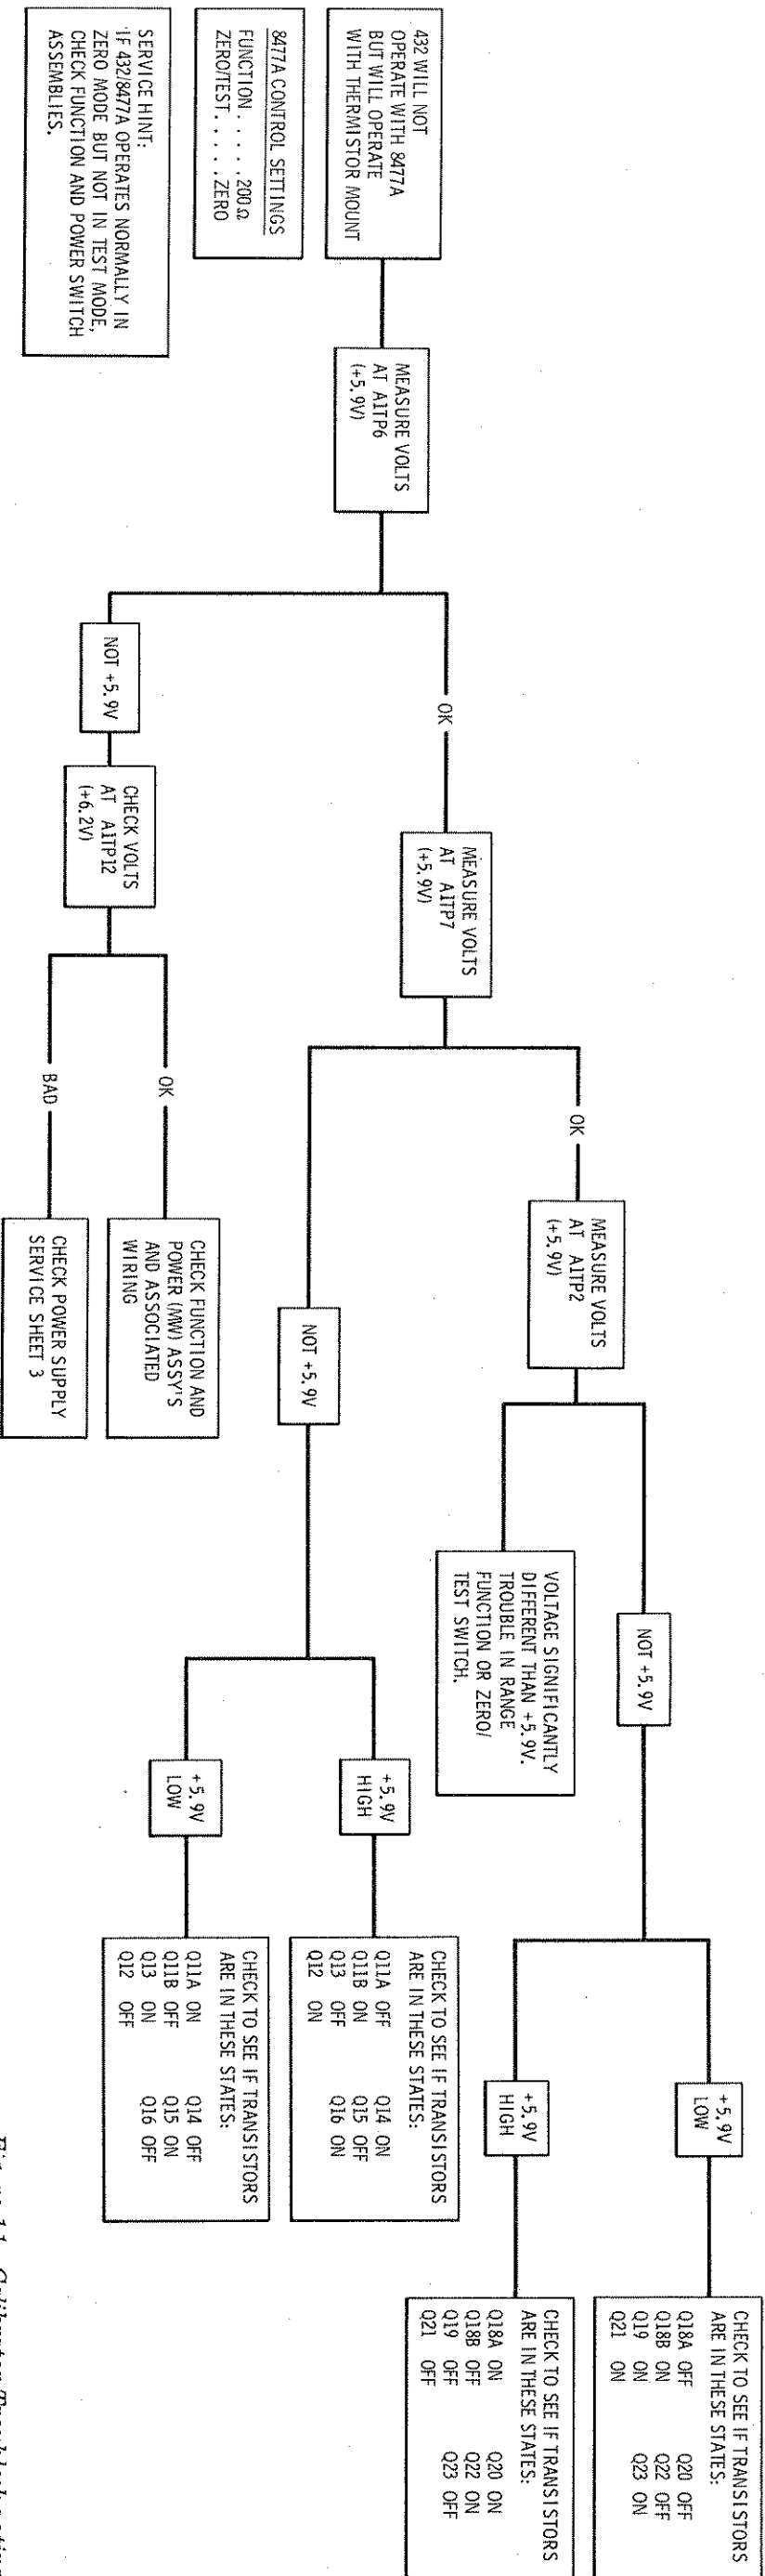 432 WILL NOT
OPERATE WITH 8477A
BUT WILL OPERATE
WITH THERMISTOR MOUNT
8477A CONTROL SETTINGS
FUNCTION . . . . . 200Ω
ZERO/TEST. . . . . ZERO
SERVICE HINT:
IF 432/8477A OPERATES NORMALLY IN
ZERO MODE BUT NOT IN TEST MODE,
CHECK FUNCTION AND POWER SWITCH
ASSEMBLIES.
MEASURE VOLTS
AT A1TP6
(+5.9V)
OK
NOT +5.9V
MEASURE VOLTS
AT A1TP7
(+5.9V)
CHECK VOLTS
AT A1TP12
(+6.2V)
OK
BAD
CHECK FUNCTION AND
POWER (MW) ASSY'S
AND ASSOCIATED
WIRING
CHECK POWER SUPPLY
SERVICE SHEET 3
OK
MEASURE VOLTS
AT A1TP2
(+5.9V)
NOT +5.9V
NOT +5.9V
VOLTAGE SIGNIFICANTLY
DIFFERENT THAN +5.9V.
TROUBLE IN RANGE
FUNCTION OR ZERO/
TEST SWITCH.
+5.9V
HIGH
+5.9V
LOW
CHECK TO SEE IF TRANSISTORS
ARE IN THESE STATES:
Q11A OFF Q14 ON
Q11B ON Q15 OFF
Q13 OFF Q16 ON
Q12 ON
CHECK TO SEE IF TRANSISTORS
ARE IN THESE STATES:
Q11A ON Q14 OFF
Q11B OFF Q15 ON
Q13 ON Q16 OFF
Q12 OFF
+5.9V
LOW
+5.9V
HIGH
CHECK TO SEE IF TRANSISTORS
ARE IN THESE STATES:
Q18A OFF Q20 OFF
Q18B ON Q22 OFF
Q19 ON Q23 ON
Q21 ON
CHECK TO SEE IF TRANSISTORS
ARE IN THESE STATES:
Q18A ON Q20 ON
Q18B OFF Q22 ON
Q19 OFF Q23 OFF
Q21 OFF